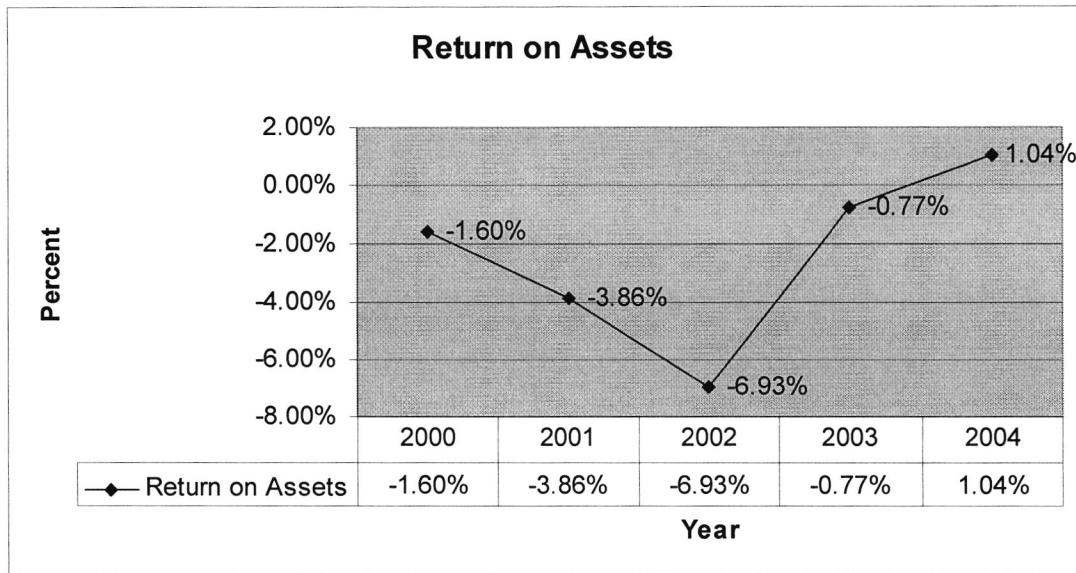 Return on Assets
2.00%
0.00%
-2.00%
-4.00%
-6.00%
-8.00%
Percent
-1.60%
-3.86%
-6.93%
-0.77%
1.04%
2000 2001 2002 2003 2004
Return on Assets -1.60% -3.86% -6.93% -0.77% 1.04%
Year